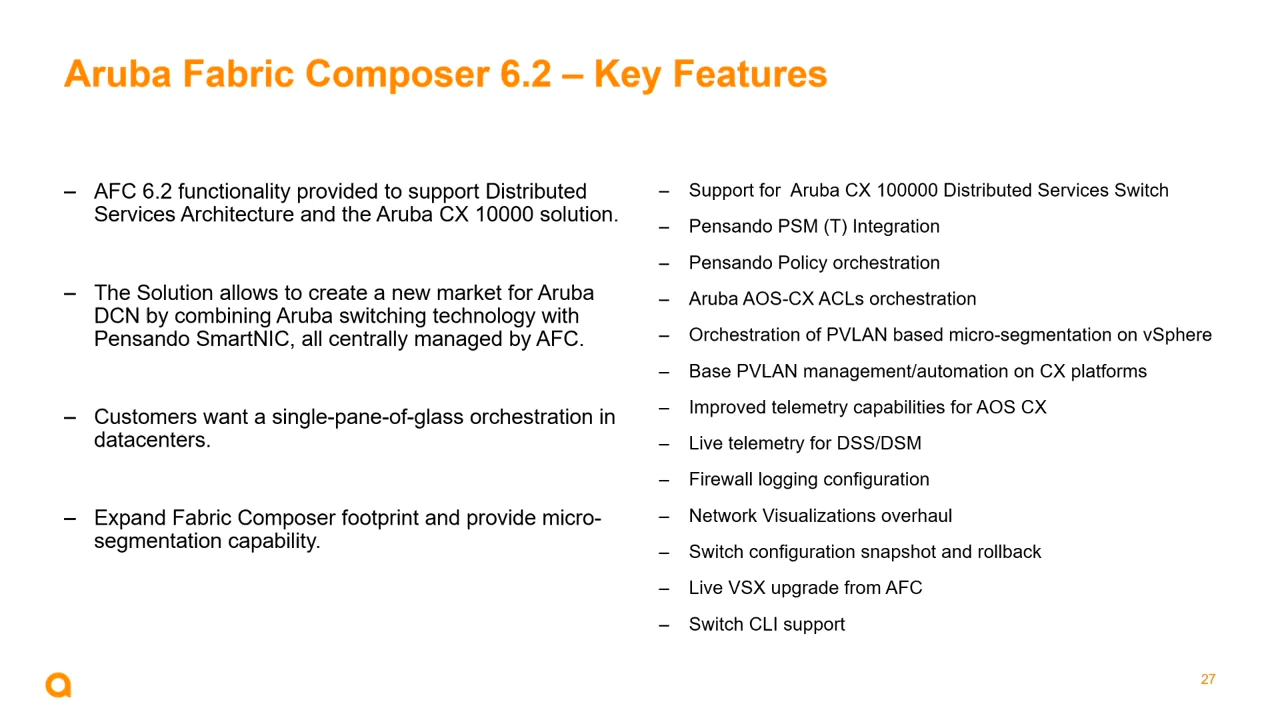 Aruba Fabric Composer 6.2 – Key Features
– AFC 6.2 functionality provided to support Distributed
Services Architecture and the Aruba CX 10000 solution.
– The Solution allows to create a new market for Aruba
DCN by combining Aruba switching technology with
Pensando SmartNIC, all centrally managed by AFC.
– Customers want a single-pane-of-glass orchestration in
datacenters.
– Expand Fabric Composer footprint and provide micro-
segmentation capability.
– Support for Aruba CX 100000 Distributed Services Switch
– Pensando PSM (T) Integration
– Pensando Policy orchestration
– Aruba AOS-CX ACLs orchestration
– Orchestration of PVLAN based micro-segmentation on vSphere
– Base PVLAN management/automation on CX platforms
– Improved telemetry capabilities for AOS CX
– Live telemetry for DSS/DSM
– Firewall logging configuration
– Network Visualizations overhaul
– Switch configuration snapshot and rollback
– Live VSX upgrade from AFC
– Switch CLI support
27